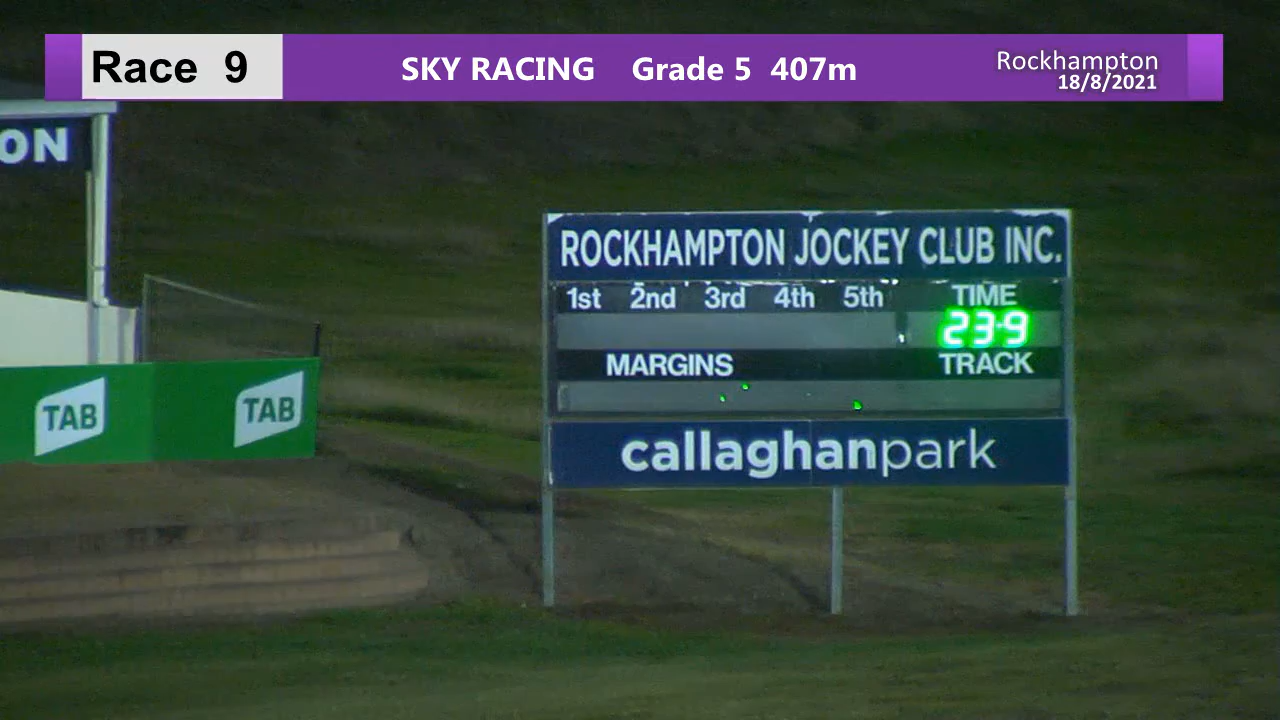 Race 9
SKY RACING Grade 5 407m
Rockhampton
18/8/2021
ON
ROCKHAMPTON JOCKEY CLUB INC.
1st 2nd 3rd 4th 5th TIME
23·9
MARGINS TRACK
TAB TAB
callaghanpark